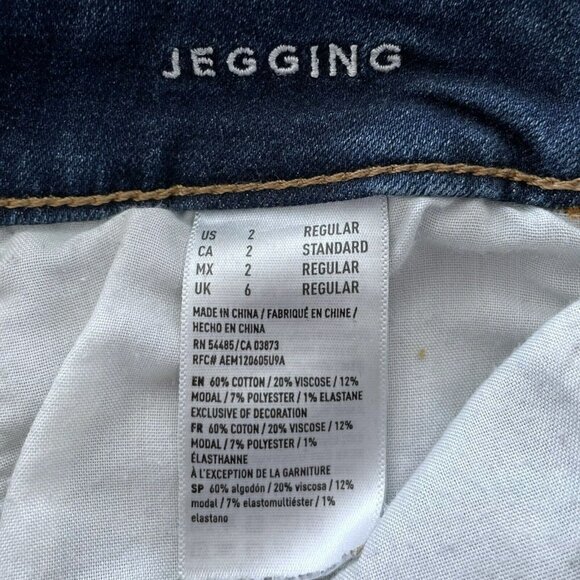 JEGGING
US 2 REGULAR
CA 2 STANDARD
MX 2 REGULAR
UK 6 REGULAR
MADE IN CHINA / FABRIQUÉ EN CHINE /
HECHO EN CHINA
RN 54485 / CA 03873
RFC# AEM120605U9A
EN 60% COTTON / 20% VISCOSE / 12%
MODAL / 7% POLYESTER / 1% ELASTANE
EXCLUSIVE OF DECORATION
FR 60% COTON / 20% VISCOSE / 12%
MODAL / 7% POLYESTER / 1%
ÉLASTHANNE
À L'EXCEPTION DE LA GARNITURE
SP 60% algodón / 20% viscosa / 12%
modal / 7% elastomultiéster / 1%
elastano